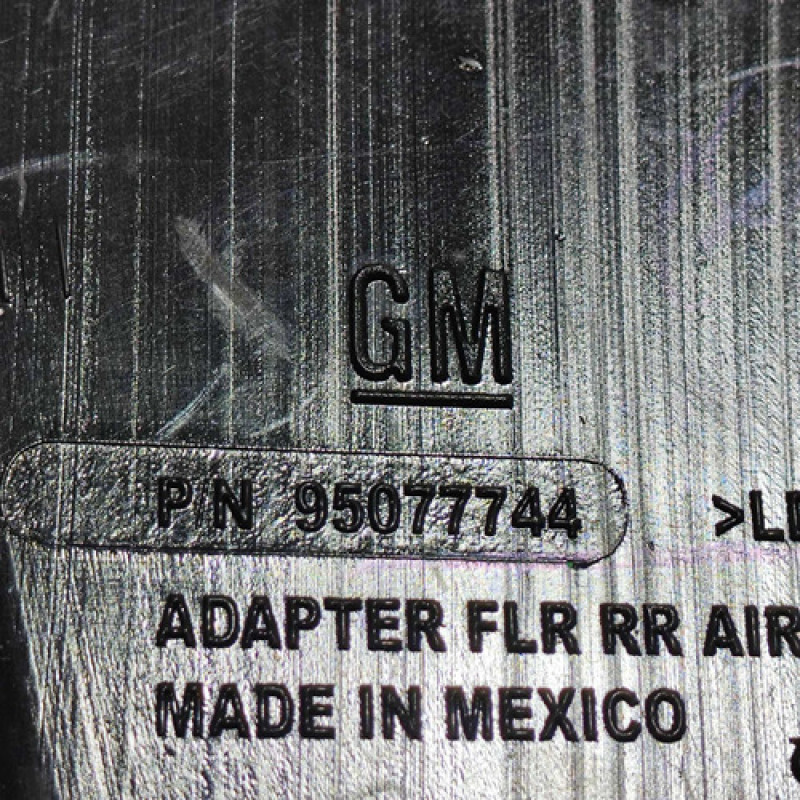 GM
P/N 95077744
ADAPTER FLR RR AIR
MADE IN MEXICO